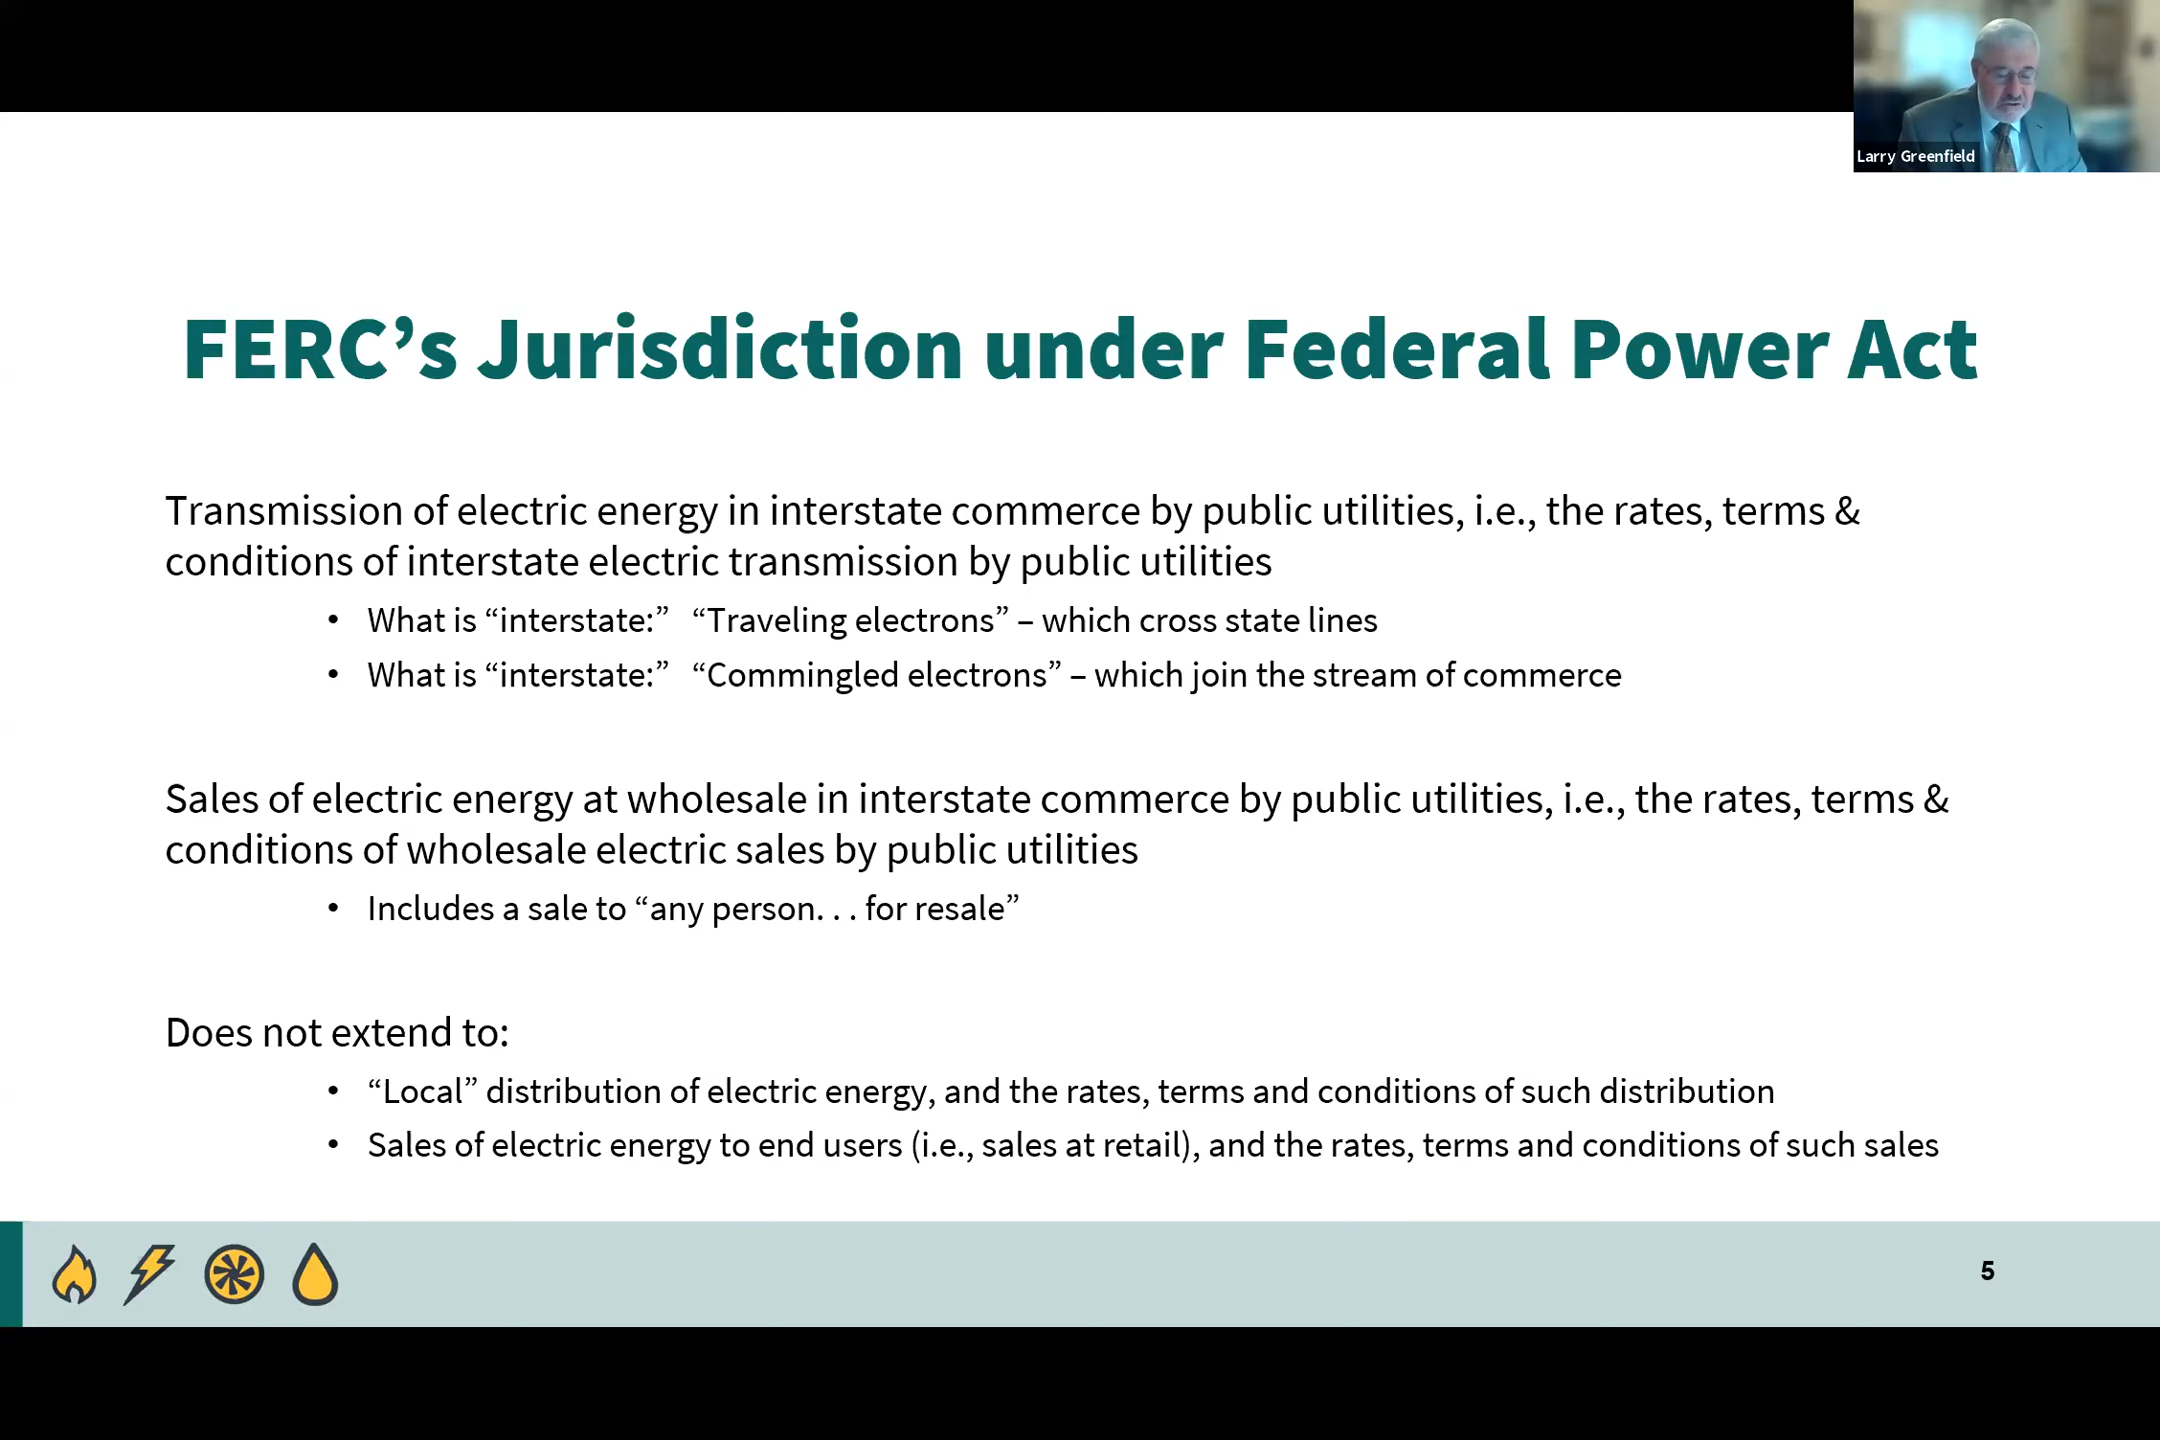 Larry Greenfield
FERC’s Jurisdiction under Federal Power Act
Transmission of electric energy in interstate commerce by public utilities, i.e., the rates, terms &
conditions of interstate electric transmission by public utilities
• What is “interstate:” “Traveling electrons” – which cross state lines
• What is “interstate:” “Commingled electrons” – which join the stream of commerce
Sales of electric energy at wholesale in interstate commerce by public utilities, i.e., the rates, terms &
conditions of wholesale electric sales by public utilities
• Includes a sale to “any person. . . for resale”
Does not extend to:
• “Local” distribution of electric energy, and the rates, terms and conditions of such distribution
• Sales of electric energy to end users (i.e., sales at retail), and the rates, terms and conditions of such sales
5